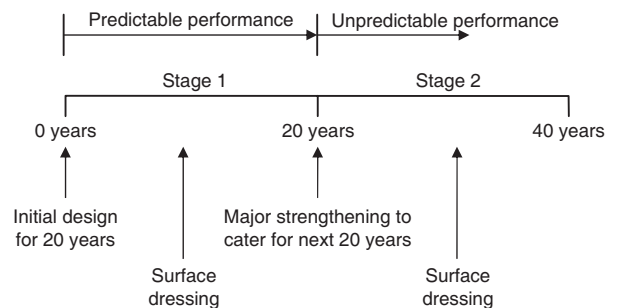 Predictable performance
Unpredictable performance
Stage 1
Stage 2
0 years
20 years
40 years
Initial design
for 20 years
Major strengthening to
cater for next 20 years
Surface
dressing
Surface
dressing